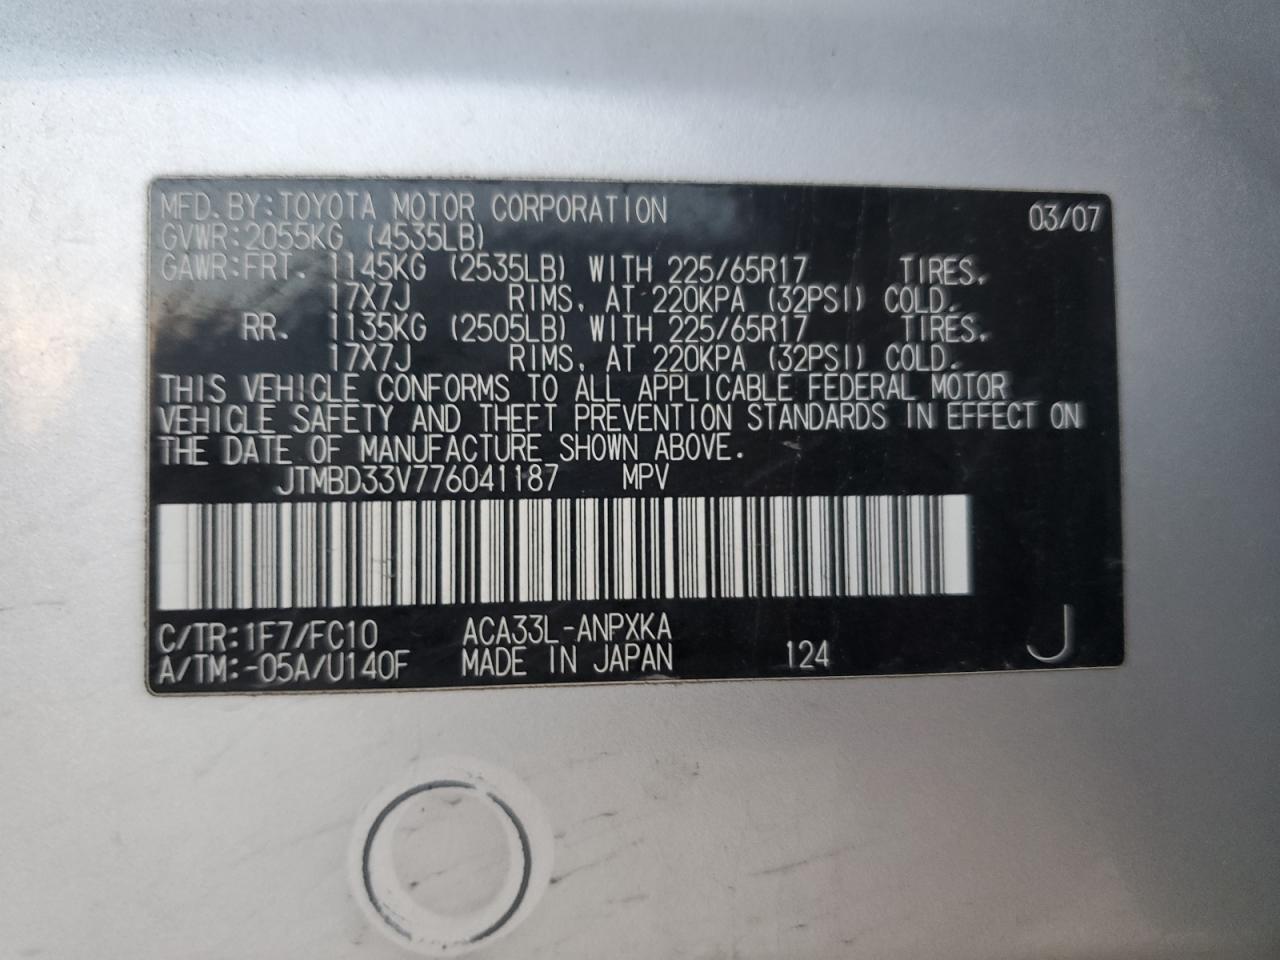 MFD. BY: TOYOTA MOTOR CORPORATION 03/07
GVWR: 2055KG (4535LB)
GAWR: FRT. 1145KG (2535LB) WITH 225/65R17 TIRES,
17X7J RIMS, AT 220KPA (32PSI) COLD.
RR. 1135KG (2505LB) WITH 225/65R17 TIRES,
17X7J RIMS, AT 220KPA (32PSI) COLD.
THIS VEHICLE CONFORMS TO ALL APPLICABLE FEDERAL MOTOR
VEHICLE SAFETY AND THEFT PREVENTION STANDARDS IN EFFECT ON
THE DATE OF MANUFACTURE SHOWN ABOVE.
JTMBD33V776041187 MPV
C/TR: 1F7/FC10 ACA33L-ANPXKA
A/TM: -05A/U140F MADE IN JAPAN 124 J